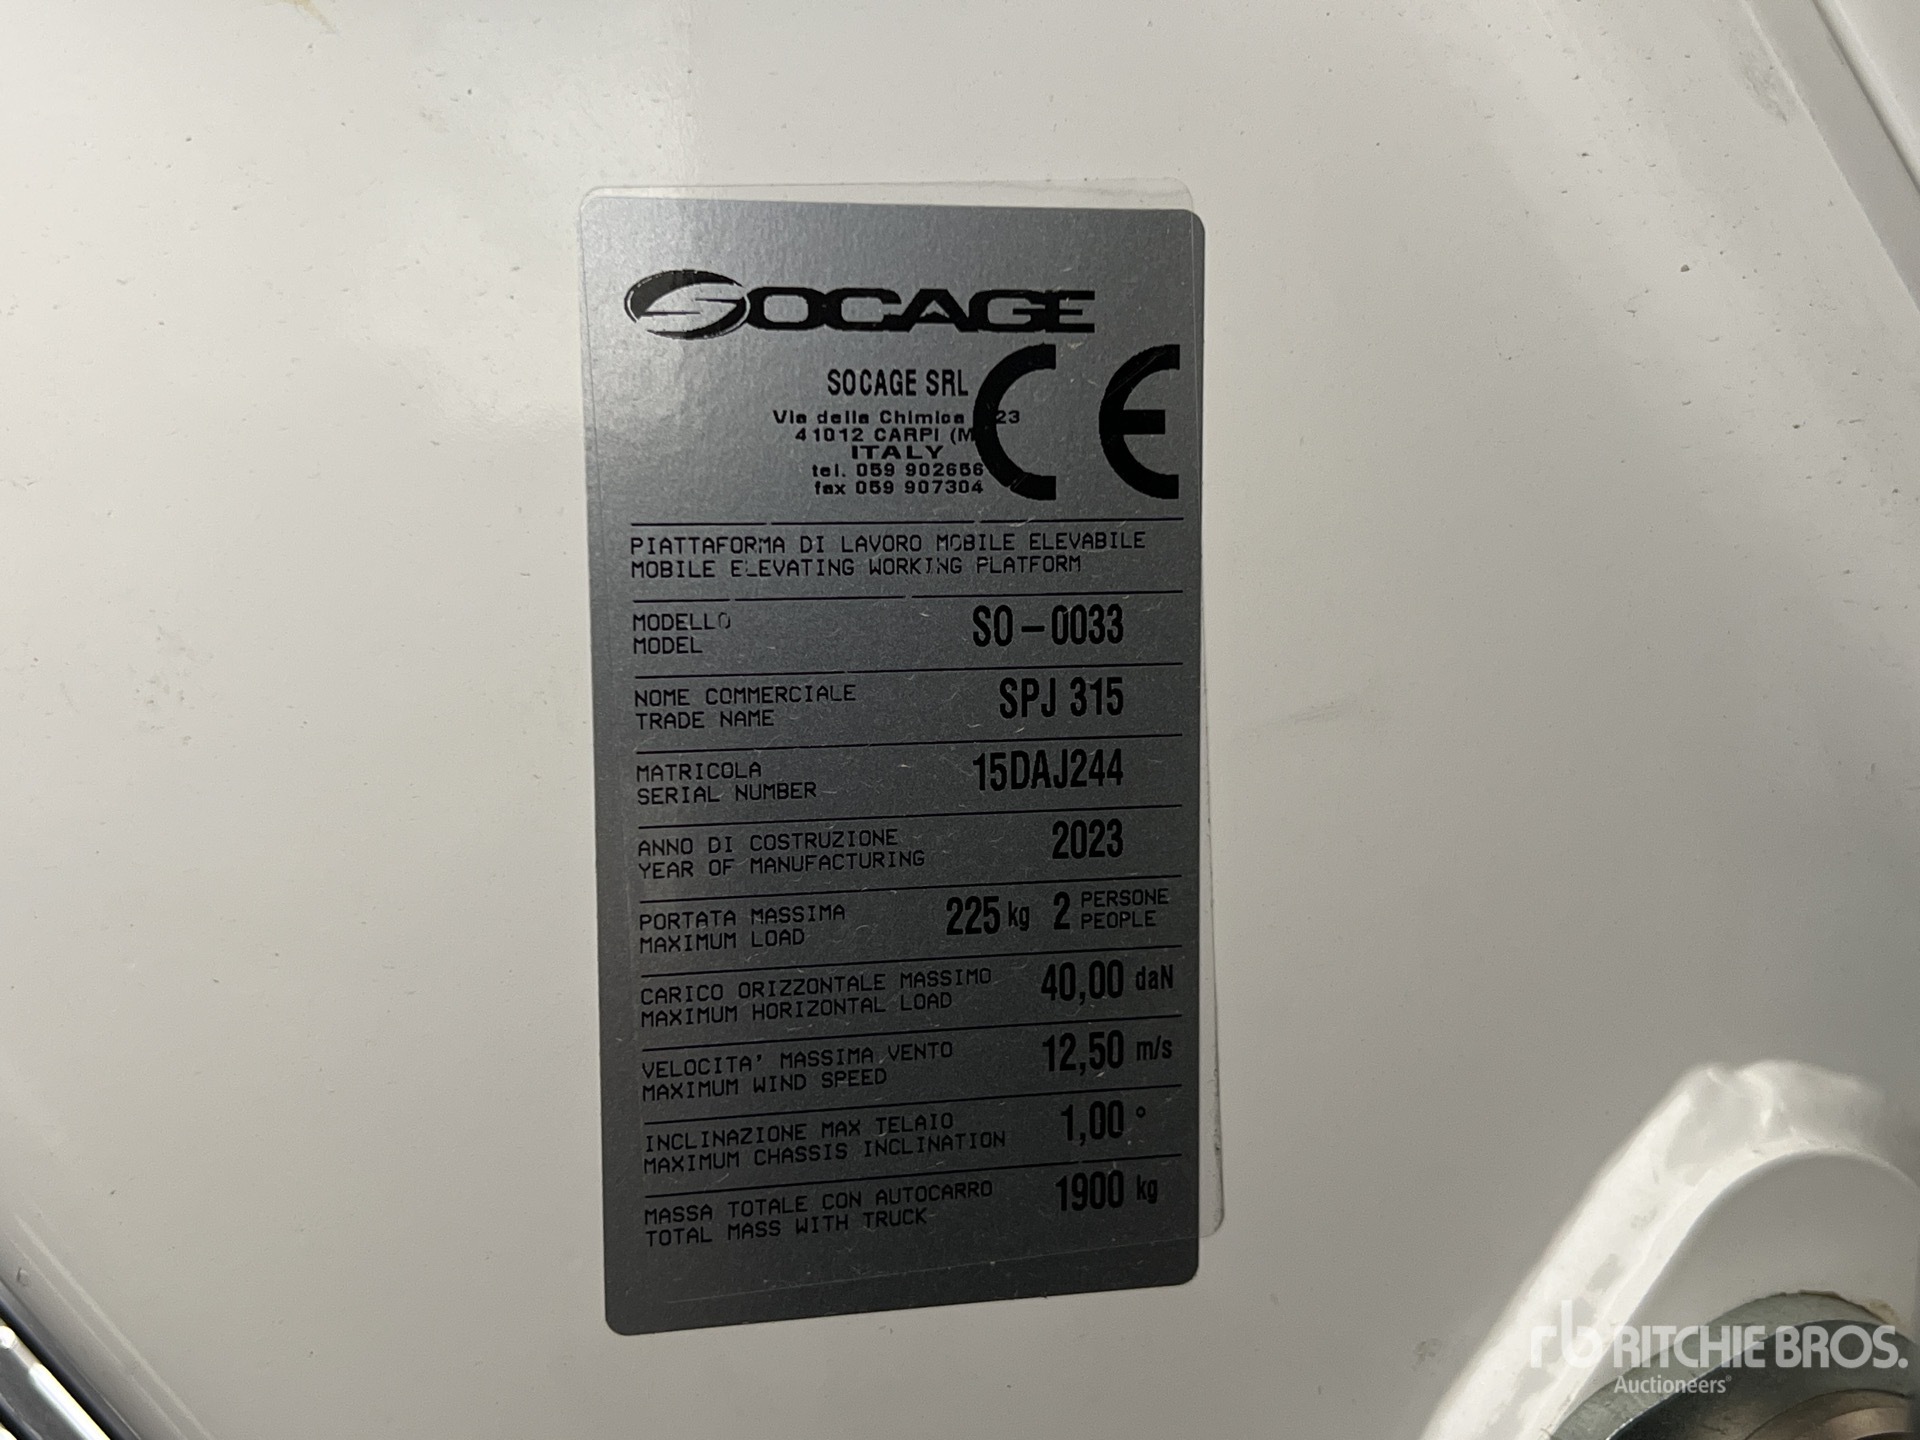 SOCAGE
CE
SOCAGE SRL
Via della Chimica 23
41012 CARPI (M
ITALY
tel. 059 902656
fax 059 907304
PIATTAFORMA DI LAVORO MOBILE ELEVABILE
MOBILE ELEVATING WORKING PLATFORM
MODELLO
MODEL
SO-0033
NOME COMMERCIALE
TRADE NAME
SPJ 315
MATRICOLA
SERIAL NUMBER
15DAJ244
ANNO DI COSTRUZIONE
YEAR OF MANUFACTURING
2023
PORTATA MASSIMA
MAXIMUM LOAD
225 kg 2 PERSONE
PEOPLE
CARICO ORIZZONTALE MASSIMO
MAXIMUM HORIZONTAL LOAD
40,00 daN
VELOCITA' MASSIMA VENTO
MAXIMUM WIND SPEED
12,50 m/s
INCLINAZIONE MAX TELAIO
MAXIMUM CHASSIS INCLINATION
1,00 °
MASSA TOTALE CON AUTOCARRO
TOTAL MASS WITH TRUCK
1900 kg
rb RITCHIE BROS.
Auctioneers